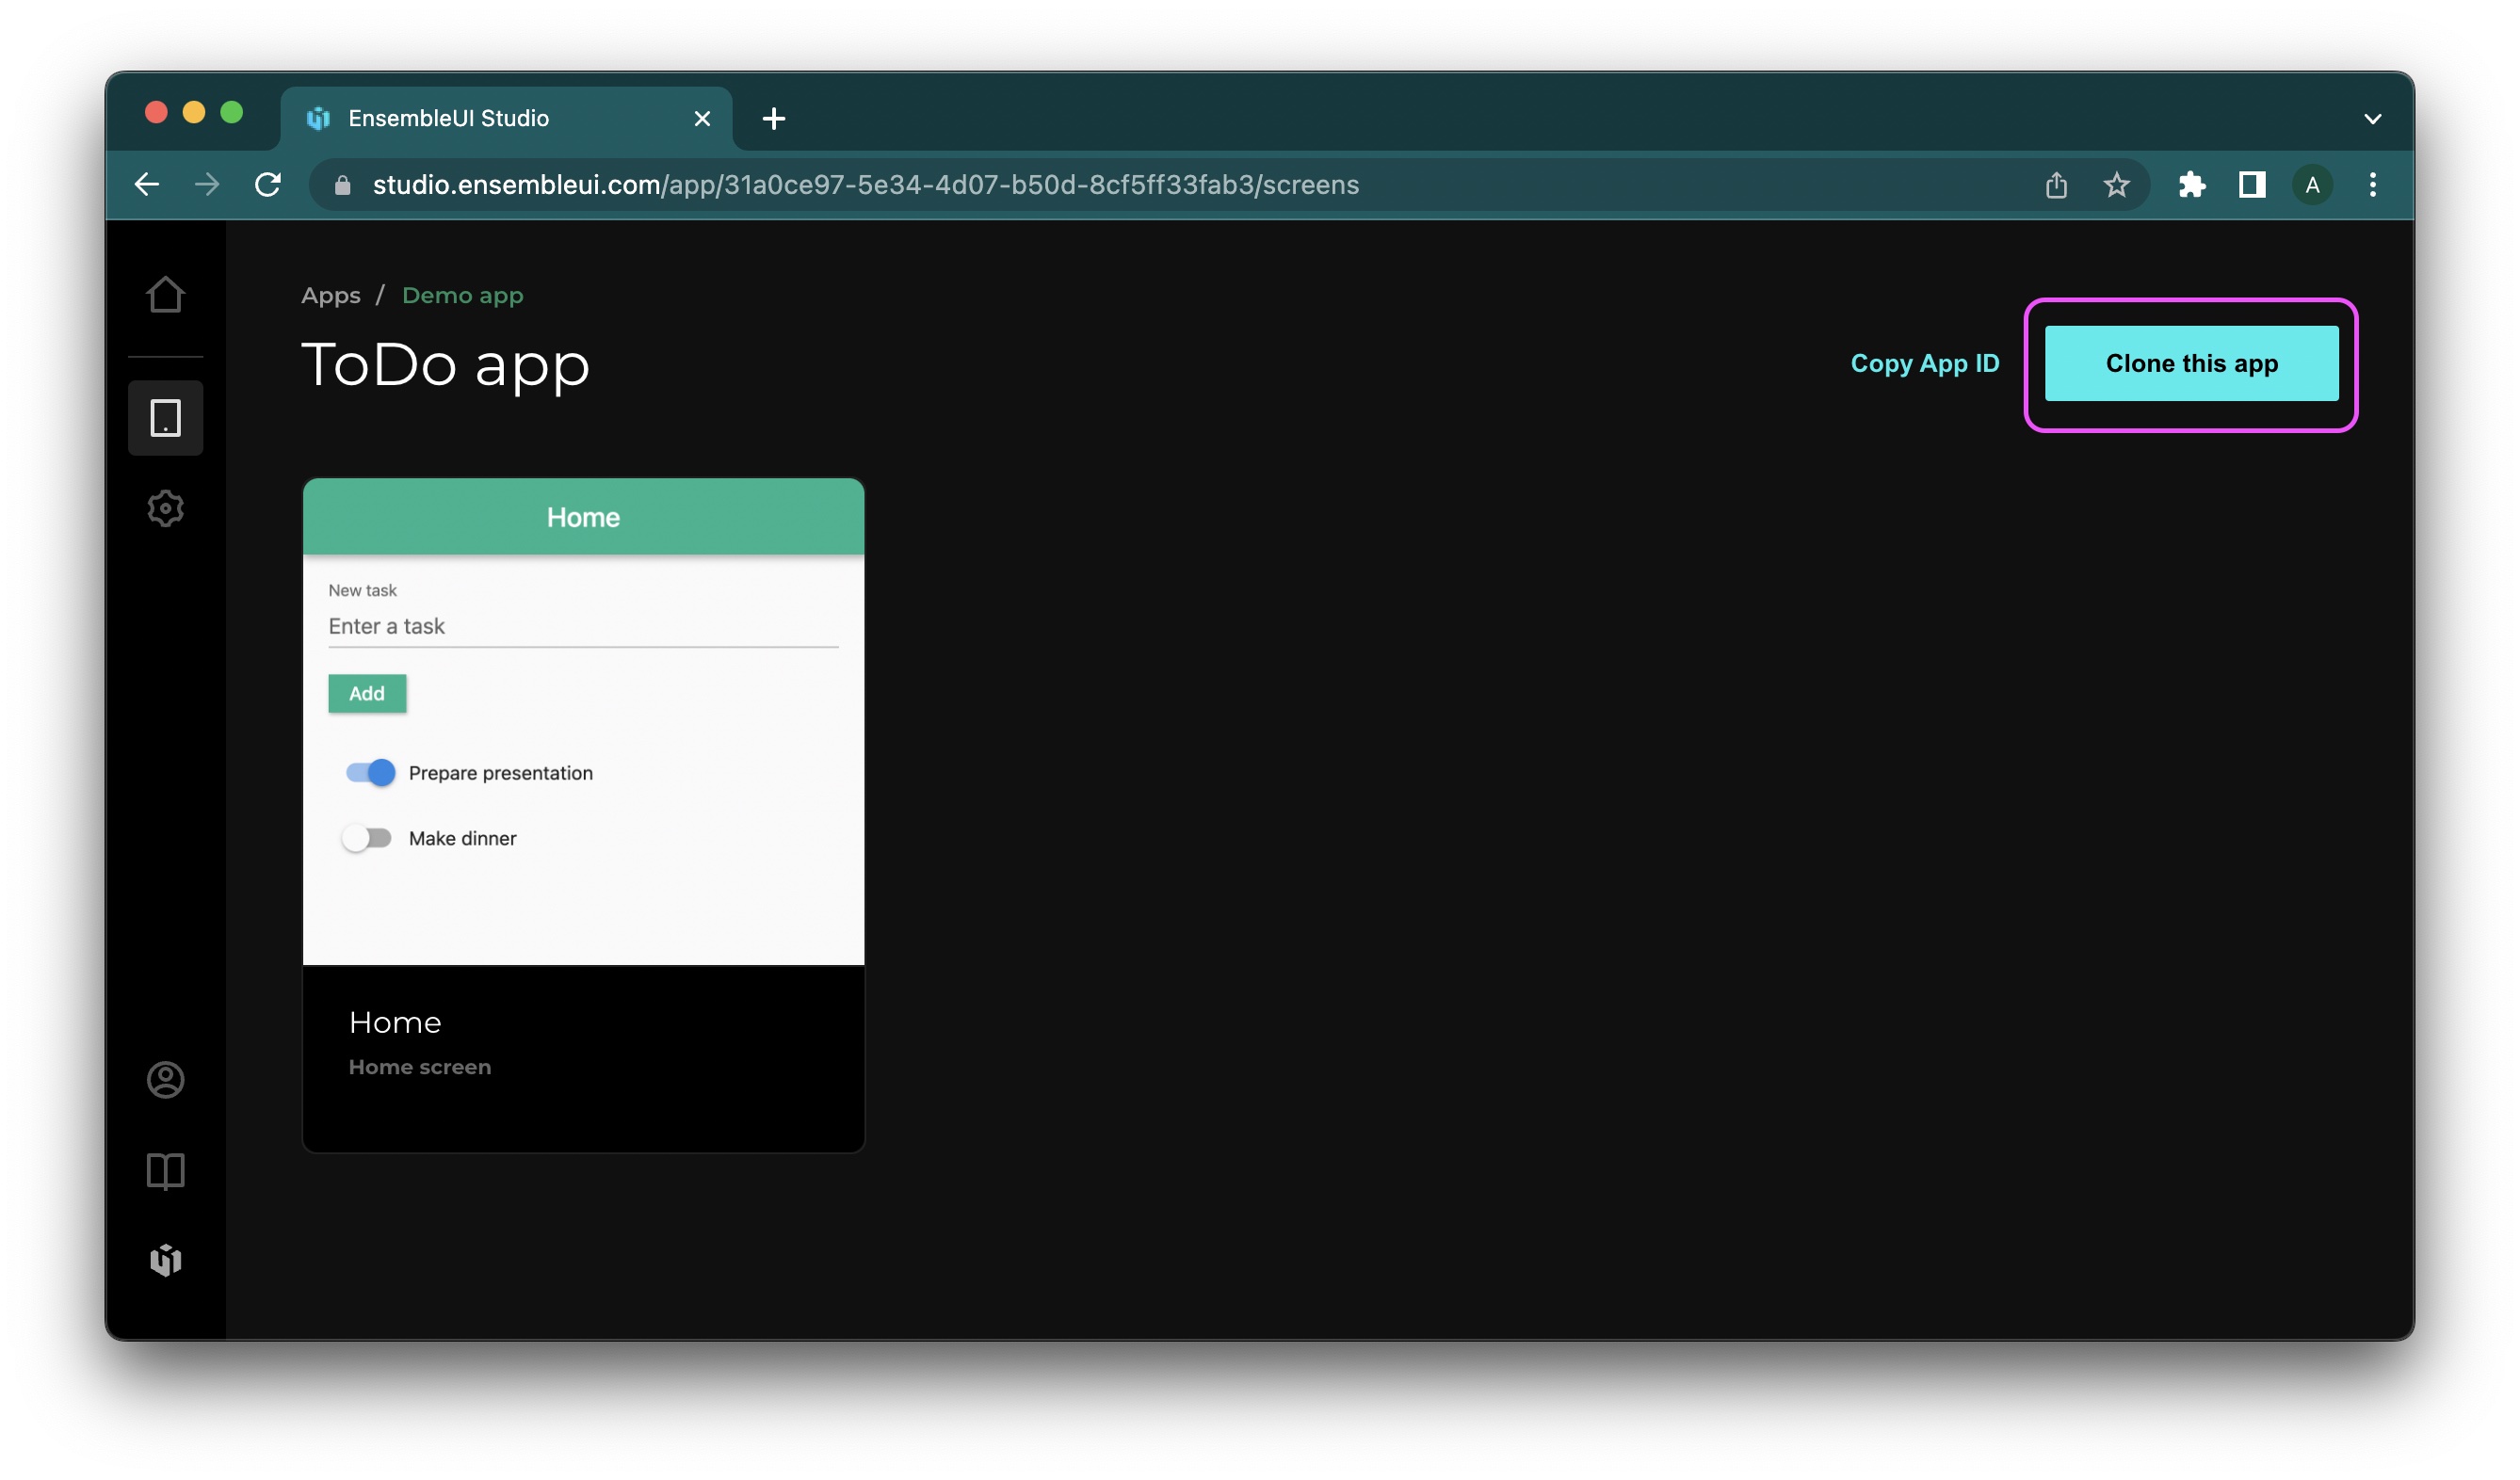 EnsembleUI Studio
studio.ensembleui.com/app/31a0ce97-5e34-4d07-b50d-8cf5ff33fab3/screens
A
Apps / Demo app
ToDo app
Copy App ID
Clone this app
Home
New task
Enter a task
Add
Prepare presentation
Make dinner
Home
Home screen